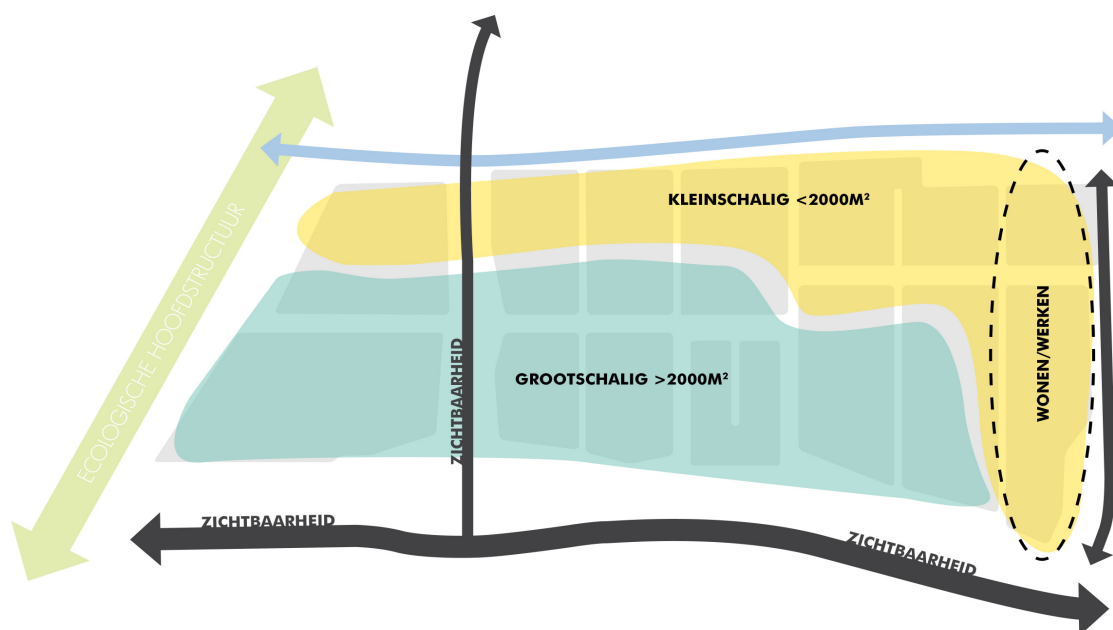 ECOLOGISCHE HOOFDSTRUCTUUR
KLEINSCHALIG <2000M²
WONEN/WERKEN
ZICHTBAARHEID
GROOTSCHALIG >2000M²
ZICHTBAARHEID
ZICHTBAARHEID